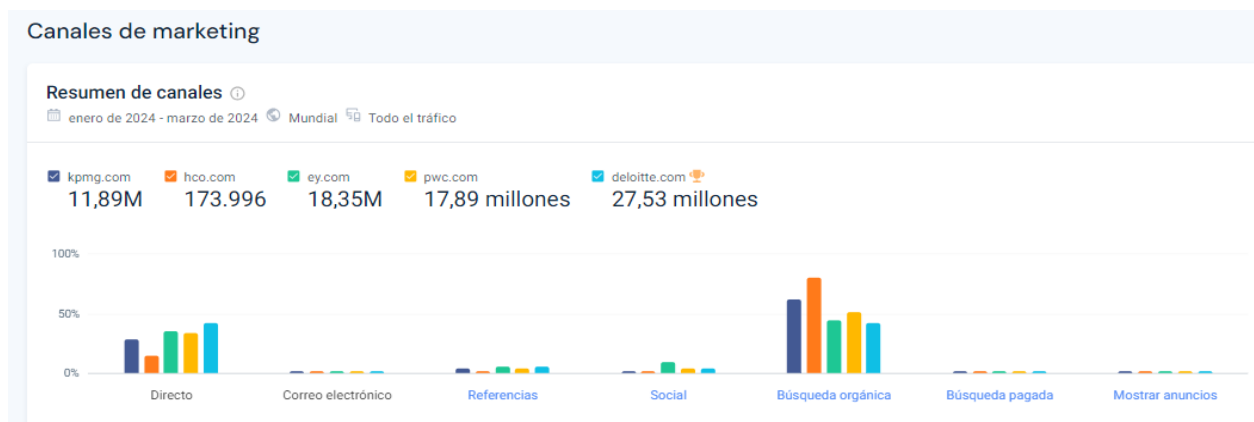 Canales de marketing
Resumen de canales
enero de 2024 - marzo de 2024 Mundial Todo el tráfico
kpmg.com hco.com ey.com pwc.com deloitte.com
11,89M 173.996 18,35M 17,89 millones 27,53 millones
100%
50%
0%
Directo Correo electrónico Referencias Social Búsqueda orgánica Búsqueda pagada Mostrar anuncios